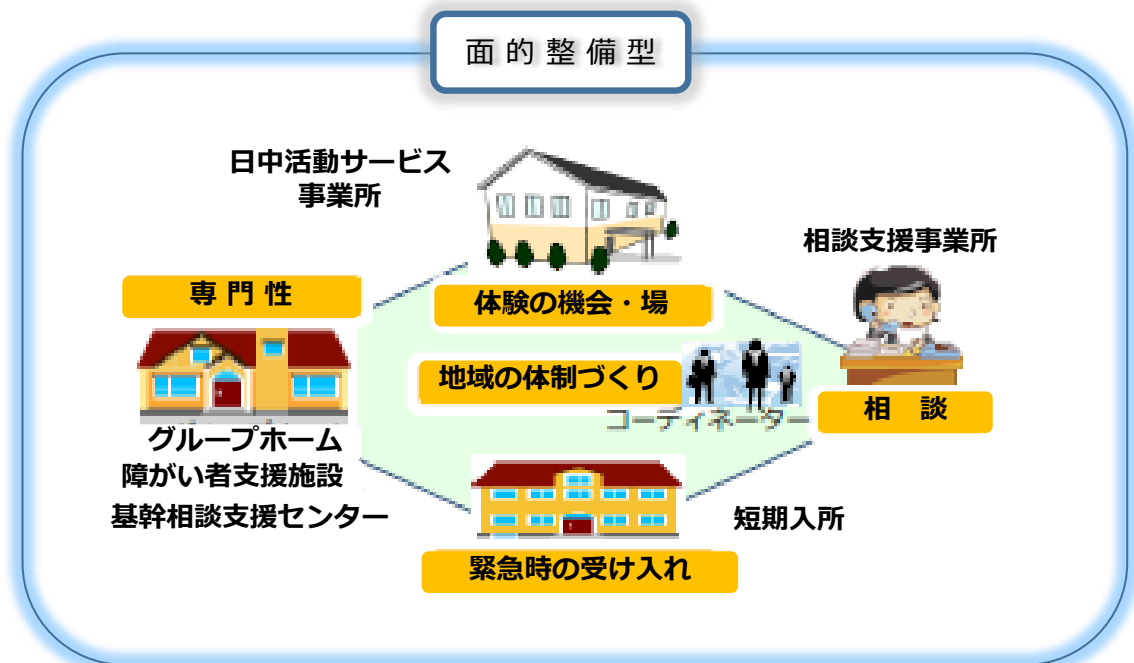 面的整備型
日中活動サービス
事業所
相談支援事業所
専門性
体験の機会・場
地域の体制づくり
コーディネーター
相 談
グループホーム
障がい者支援施設
基幹相談支援センター
短期入所
緊急時の受け入れ